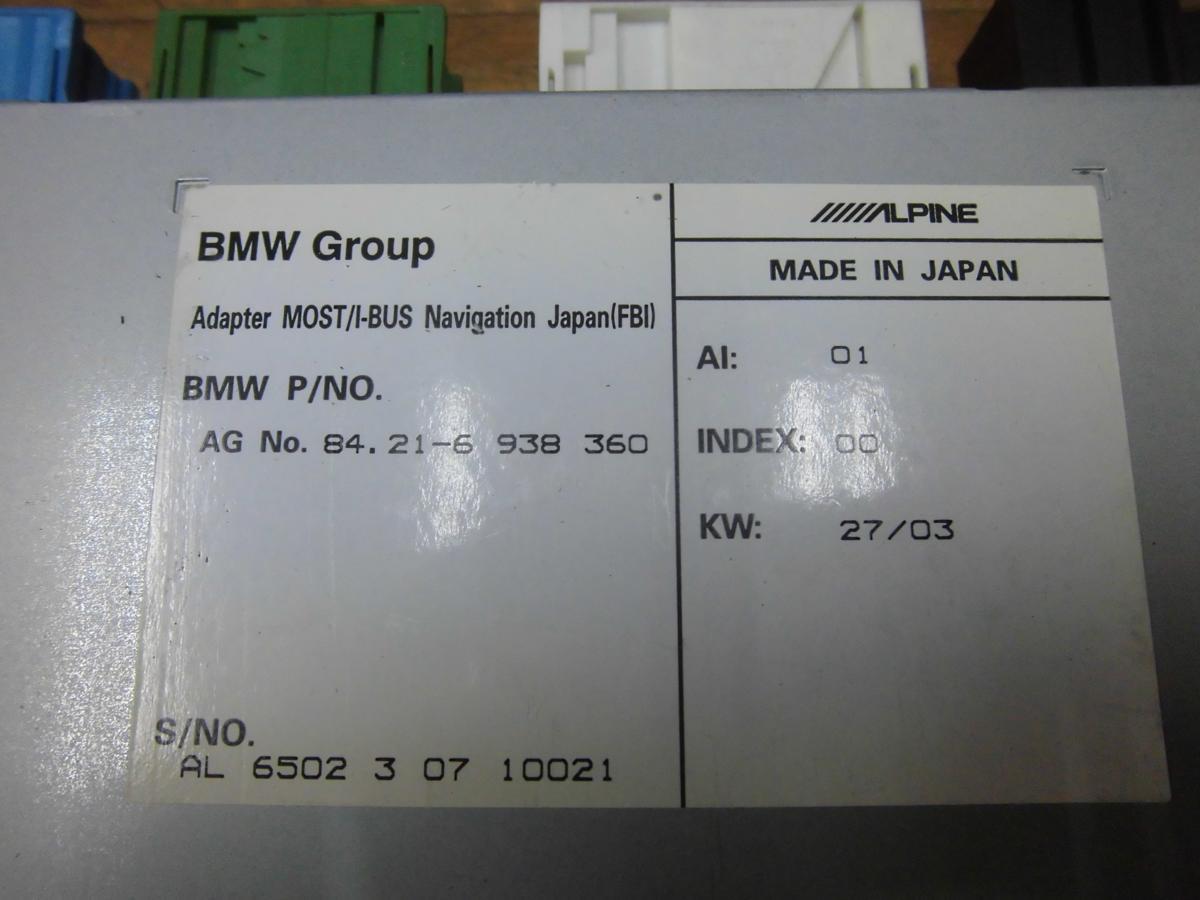 BMW Group
Adapter MOST/I-BUS Navigation Japan(FBI)
BMW P/NO.
AG No. 84.21-6 938 360
S/NO.
AL 6502 3 07 10021
ALPINE
MADE IN JAPAN
AI: 01
INDEX: 00
KW: 27/03